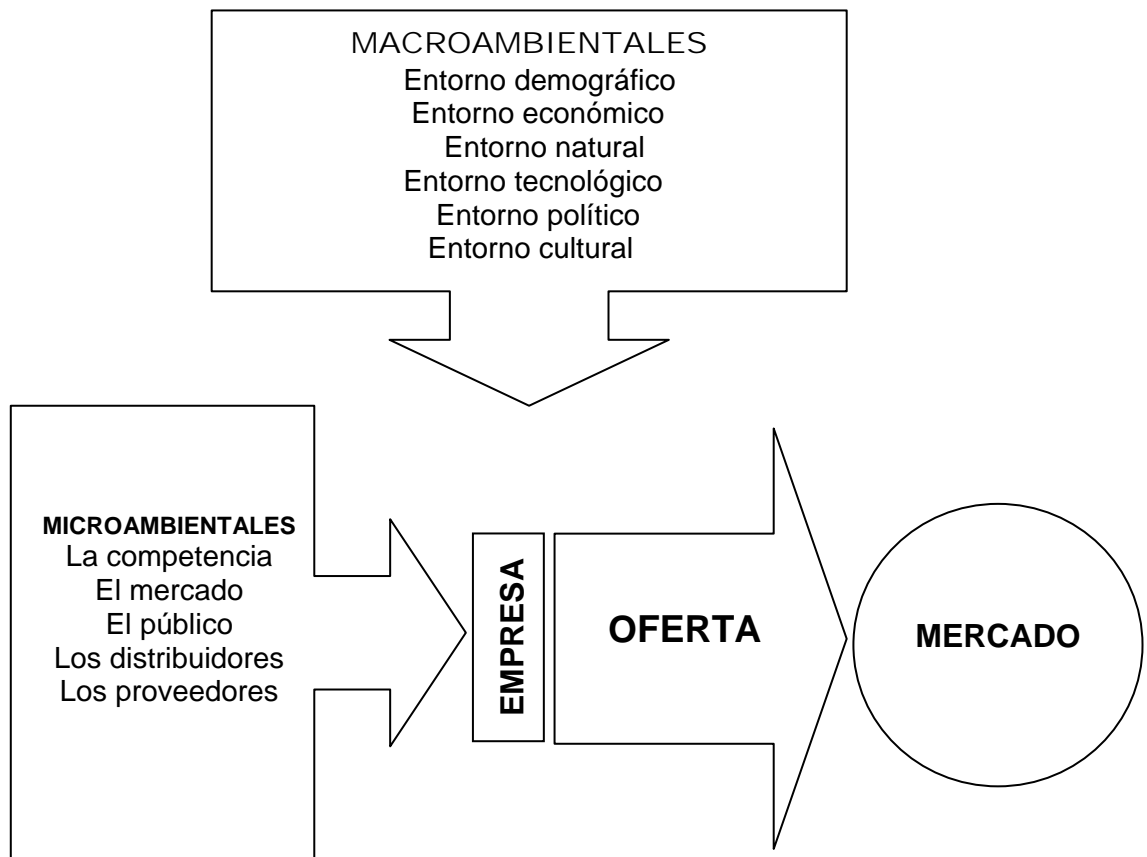 MACROAMBIENTALES
Entorno demográfico
Entorno económico
Entorno natural
Entorno tecnológico
Entorno político
Entorno cultural
MICROAMBIENTALES
La competencia
El mercado
El público
Los distribuidores
Los proveedores
EMPRESA
OFERTA
MERCADO